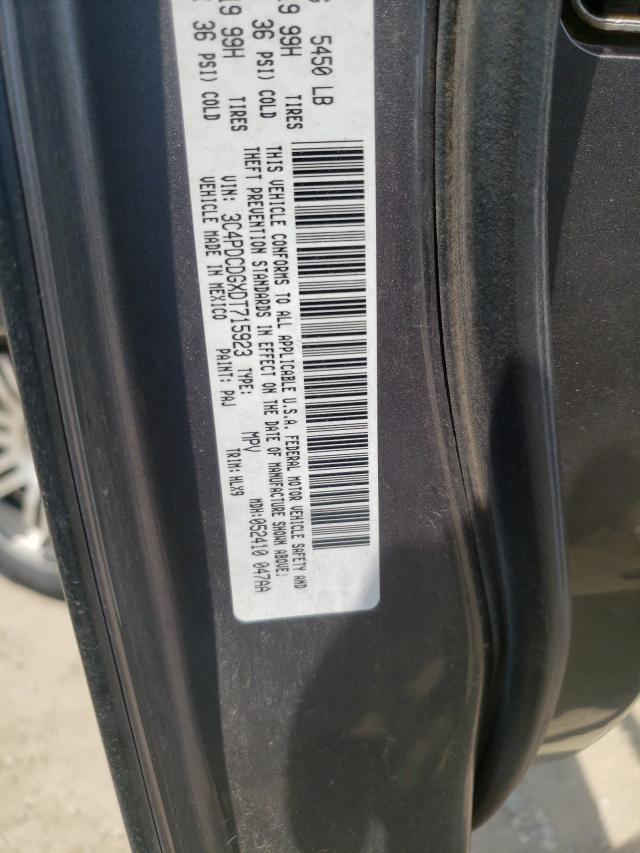 5450 LB
19 99H TIRES
36 PSI) COLD
19 99H TIRES
36 PSI) COLD
THIS VEHICLE CONFORMS TO ALL APPLICABLE U.S.A. FEDERAL MOTOR VEHICLE SAFETY AND
THEFT PREVENTION STANDARDS IN EFFECT ON THE DATE OF MANUFACTURE SHOWN ABOVE:
VIN: 3C4PDCDGXDT715923 TYPE: MPV MDH:052410 047AA
VEHICLE MADE IN MEXICO PAINT: PAJ TRIM: HLX9